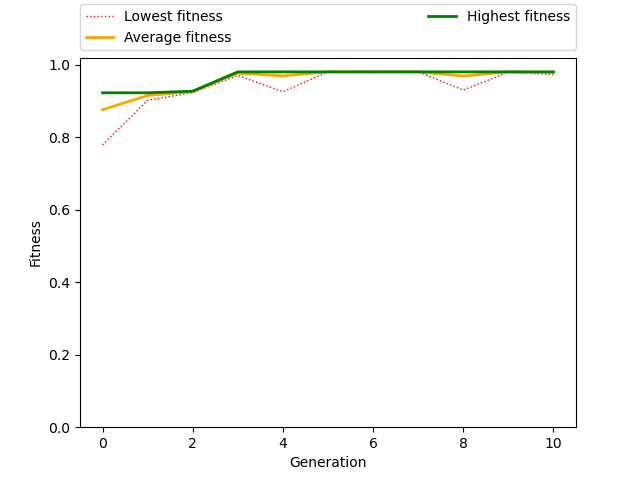 Lowest fitness
Average fitness
Highest fitness
1.0
0.8
0.6
0.4
0.2
0.0
Fitness
0 2 4 6 8 10
Generation